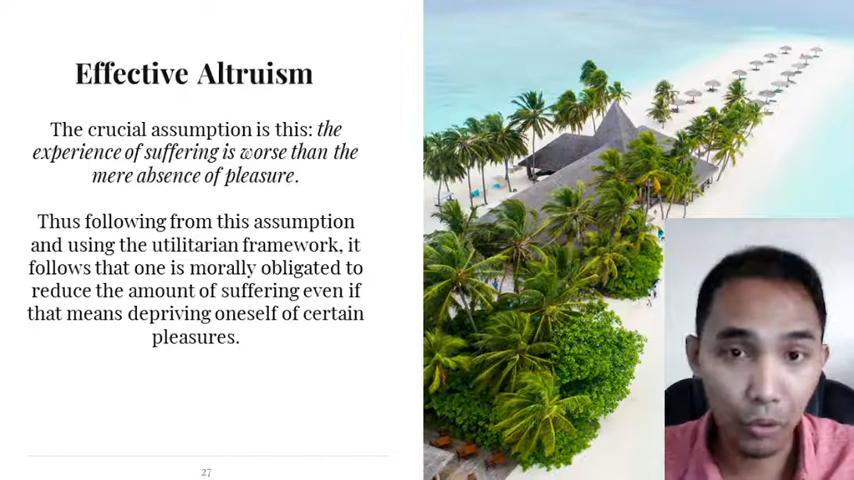 Effective Altruism
The crucial assumption is this: the
experience of suffering is worse than the
mere absence of pleasure.
Thus following from this assumption
and using the utilitarian framework, it
follows that one is morally obligated to
reduce the amount of suffering even if
that means depriving oneself of certain
pleasures.
27